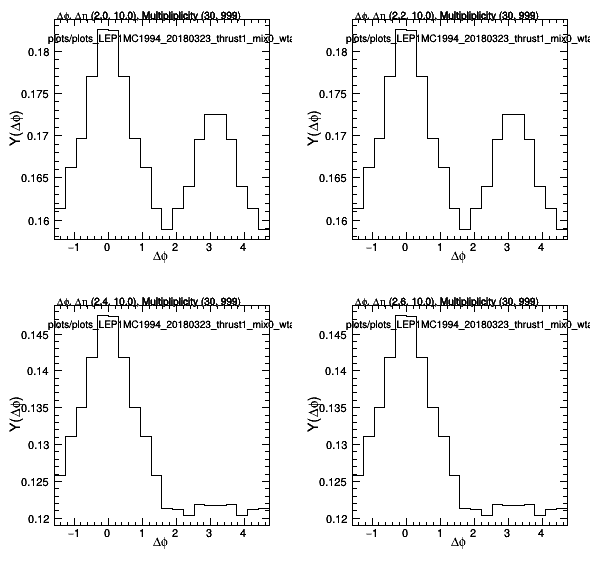 Δφ, Δη (2.0, 10.0), Multipliplicity (30, 999)
plots/plots_LEP1MC1994_20180323_thrust1_mix0_wta
Y(Δφ)
0.18
0.175
0.17
0.165
0.16
−1 0 1 2 3 4
Δφ
Δφ, Δη (2.2, 10.0), Multipliplicity (30, 999)
plots/plots_LEP1MC1994_20180323_thrust1_mix0_wta
Y(Δφ)
0.18
0.175
0.17
0.165
0.16
−1 0 1 2 3 4
Δφ
Δφ, Δη (2.4, 10.0), Multipliplicity (30, 999)
plots/plots_LEP1MC1994_20180323_thrust1_mix0_wta
Y(Δφ)
0.145
0.14
0.135
0.13
0.125
0.12
−1 0 1 2 3 4
Δφ
Δφ, Δη (2.6, 10.0), Multipliplicity (30, 999)
plots/plots_LEP1MC1994_20180323_thrust1_mix0_wta
Y(Δφ)
0.145
0.14
0.135
0.13
0.125
0.12
−1 0 1 2 3 4
Δφ